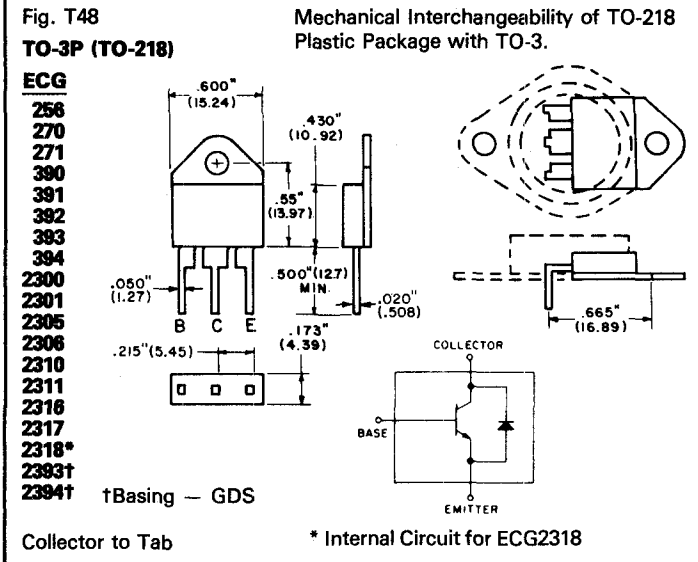 Fig. T48
TO-3P (TO-218)
ECG
256
270
271
390
391
392
393
394
2300
2301
2305
2306
2310
2311
2316
2317
2318*
2393†
2394†
†Basing — GDS
Collector to Tab
Mechanical Interchangeability of TO-218
Plastic Package with TO-3.
.600"
(15.24)
.430"
(10.92)
.55"
(13.97)
.500"(12.7)
MIN.
.050"
(1.27)
.020"
(.508)
B C E
.173"
(4.39)
.215"(5.45)
.665"
(16.89)
COLLECTOR
BASE
EMITTER
* Internal Circuit for ECG2318